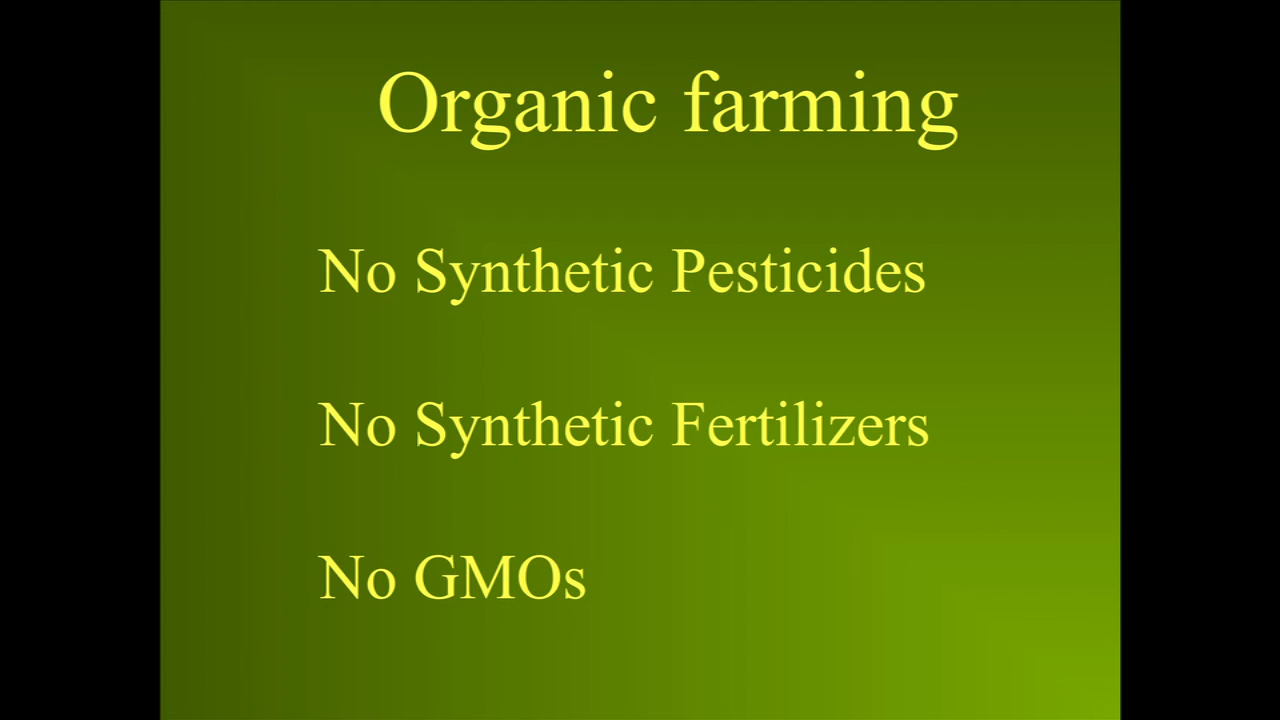 Organic farming
No Synthetic Pesticides
No Synthetic Fertilizers
No GMOs